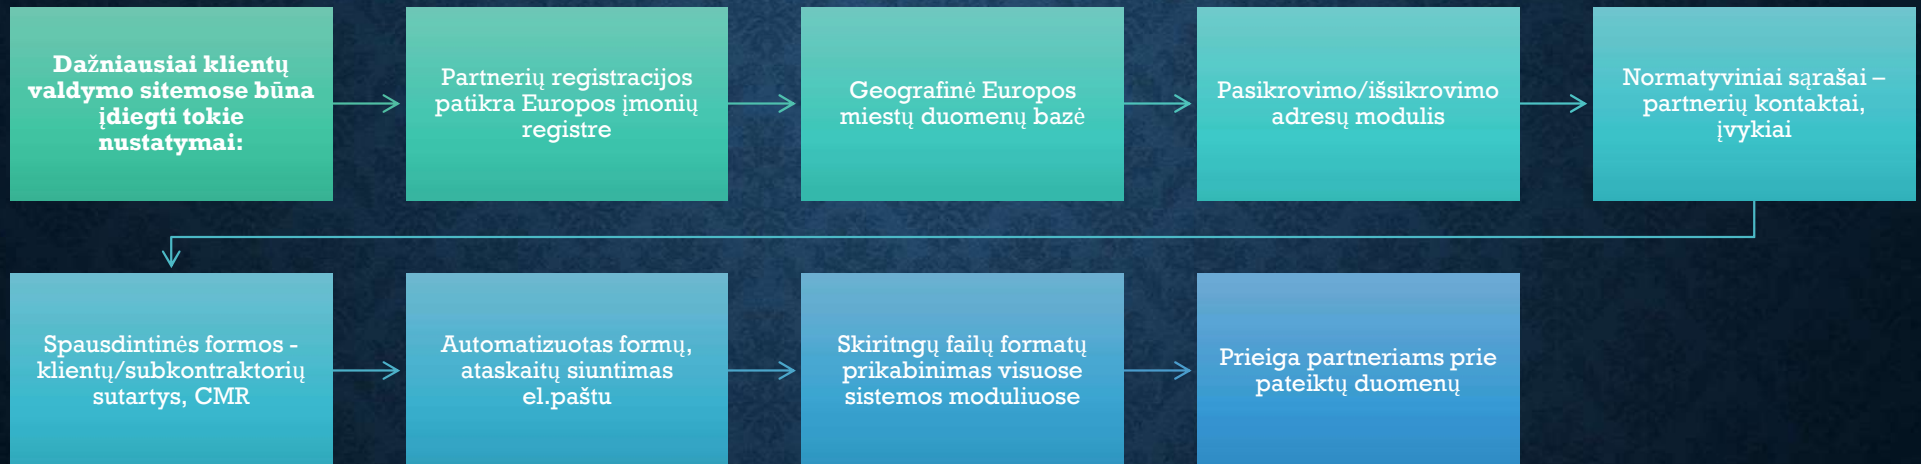 Dažniausiai klientų
valdymo sitemose būna
įdiegti tokie
nustatymai:
Partnerių registracijos
patikra Europos įmonių
registre
Geografinė Europos
miestų duomenų bazė
Pasikrovimo/išsikrovimo
adresų modulis
Normatyviniai sąrašai –
partnerių kontaktai,
įvykiai
Spausdintinės formos -
klientų/subkontraktorių
sutartys, CMR
Automatizuotas formų,
ataskaitų siuntimas
el.paštu
Skiritngų failų formatų
prikabinimas visuose
sistemos moduliuose
Prieiga partneriams prie
pateiktų duomenų